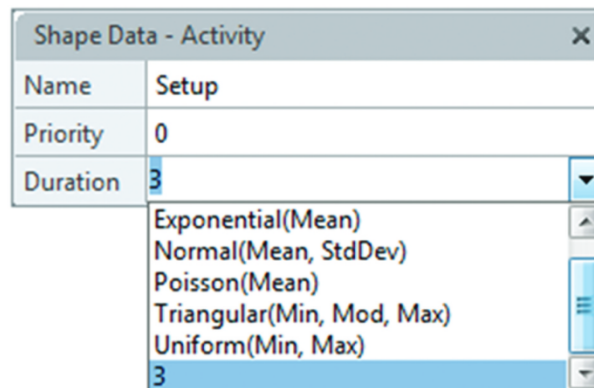 Shape Data - Activity
Name Setup
Priority 0
Duration 3
Exponential(Mean)
Normal(Mean, StdDev)
Poisson(Mean)
Triangular(Min, Mod, Max)
Uniform(Min, Max)
3